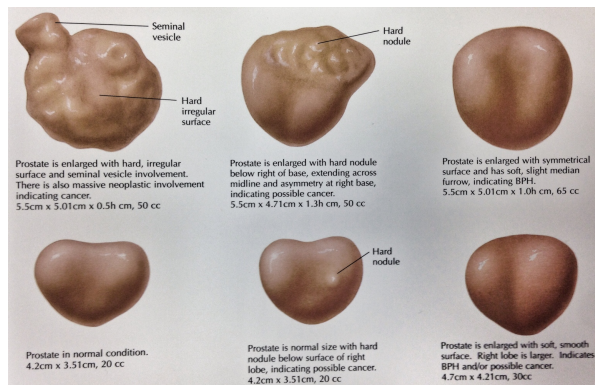 Seminal
vesicle
Hard
irregular
surface
Prostate is enlarged with hard, irregular
surface and seminal vesicle involvement.
There is also massive neoplastic involvement
indicating cancer.
5.5cm x 5.01cm x 0.5h cm, 50 cc
Hard
nodule
Prostate is enlarged with hard nodule
below right of base, extending across
midline and asymmetry at right base,
indicating possible cancer.
5.5cm x 4.71cm x 1.3h cm, 50 cc
Prostate is enlarged with symmetrical
surface and has soft, slight median
furrow, indicating BPH.
5.5cm x 5.01cm x 1.0h cm, 65 cc
Prostate in normal condition.
4.2cm x 3.51cm, 20 cc
Hard
nodule
Prostate is normal size with hard
nodule below surface of right
lobe, indicating possible cancer.
4.2cm x 3.51cm, 20 cc
Prostate is enlarged with soft, smooth
surface. Right lobe is larger. Indicates
BPH and/or possible cancer.
4.7cm x 4.21cm, 30cc